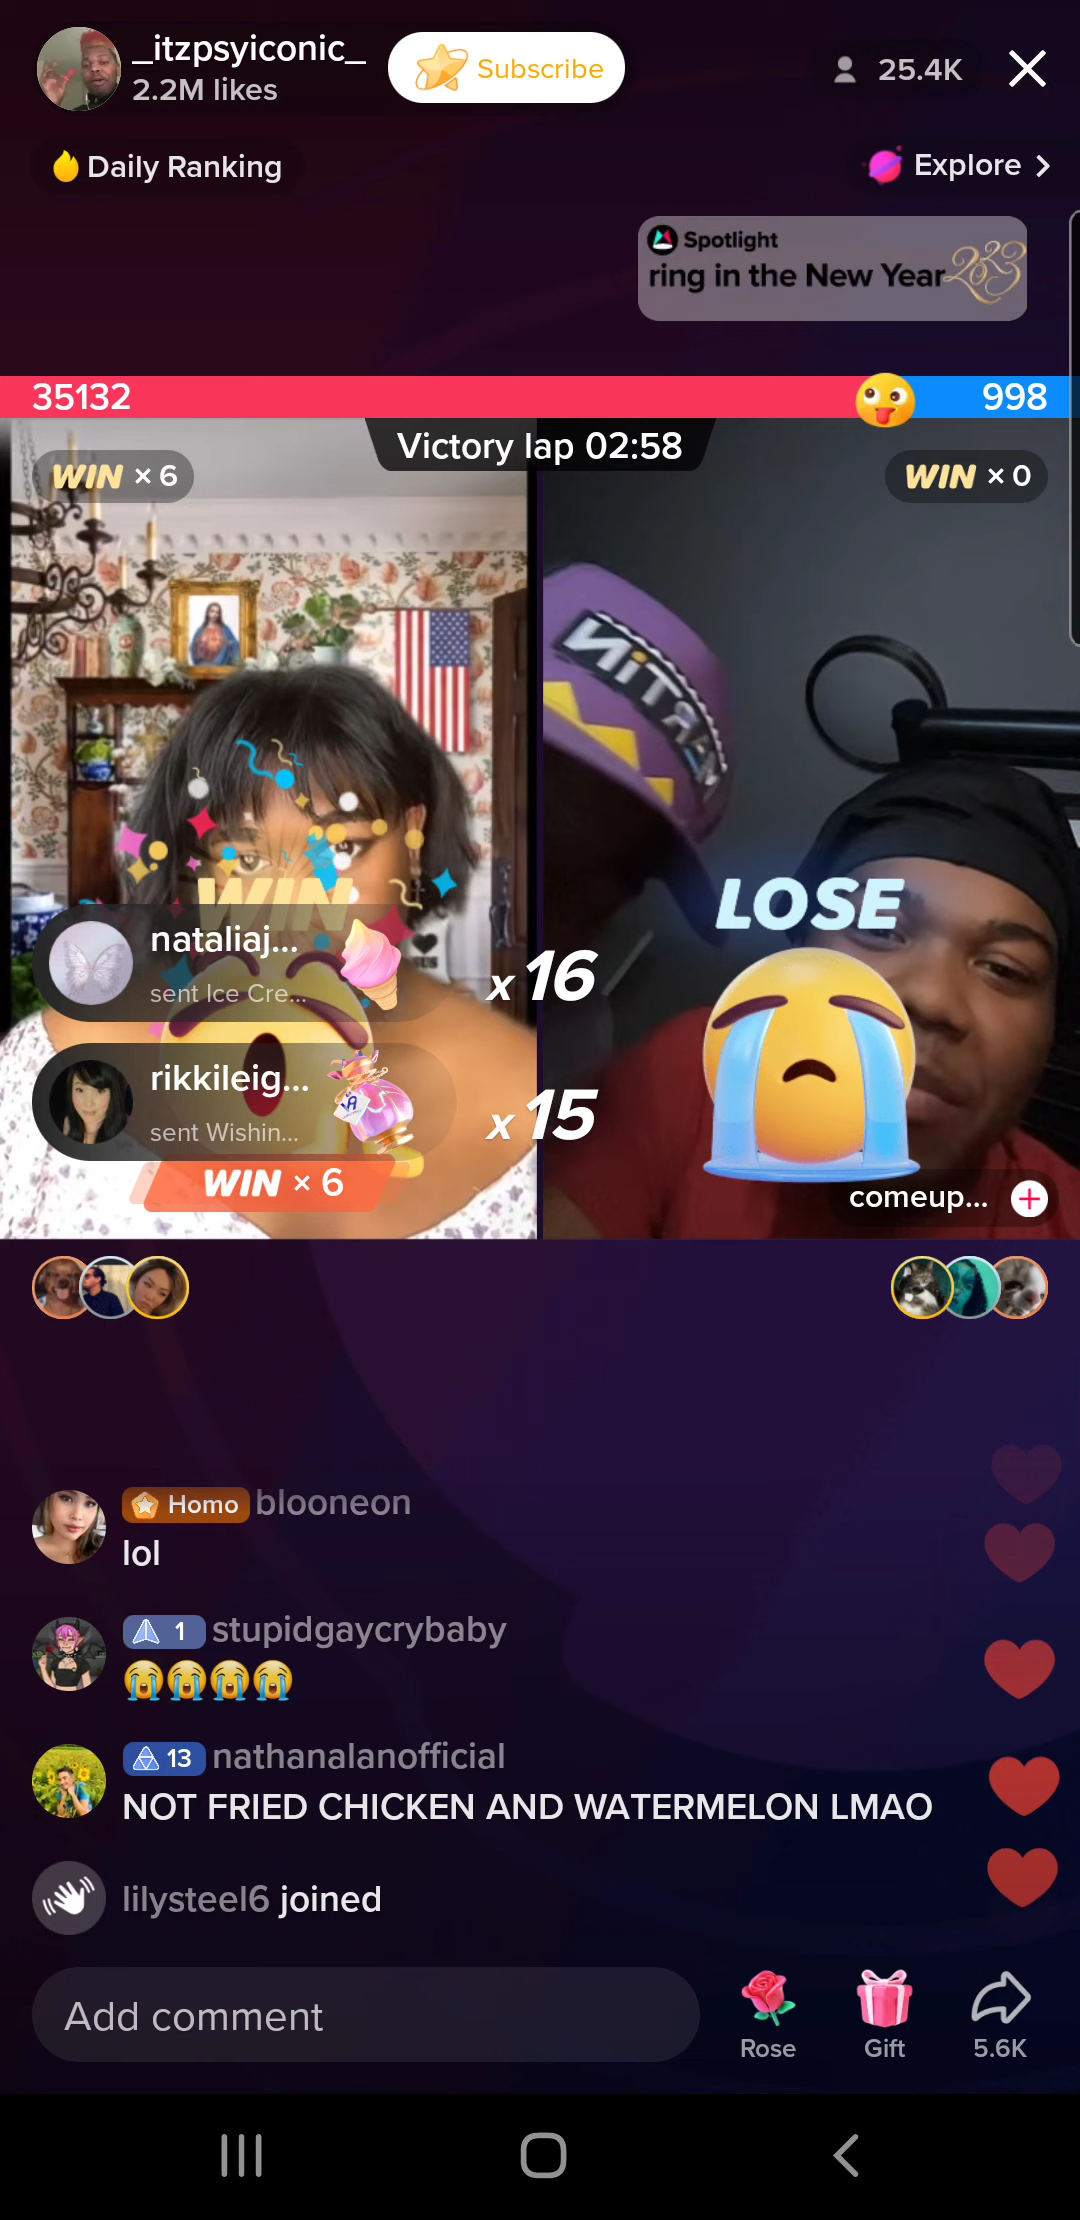 _itzpsyiconic_
2.2M likes
Subscribe
25.4K
Daily Ranking
Explore
Spotlight
ring in the New Year 2023
35132
998
Victory lap 02:58
WIN × 6
WIN × 0
WIN
LOSE
nataliaj...
sent Ice Cre...
x 16
rikkileig...
sent Wishin...
x 15
WIN × 6
comeup...
Homo blooneon
lol
1 stupidgaycrybaby
😭😭😭😭
13 nathanalanofficial
NOT FRIED CHICKEN AND WATERMELON LMAO
lilysteel6 joined
Add comment
Rose
Gift
5.6K